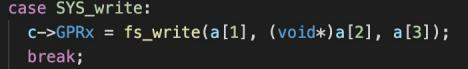 case SYS_write:
c->GPRx = fs_write(a[1], (void*)a[2], a[3]);
break;